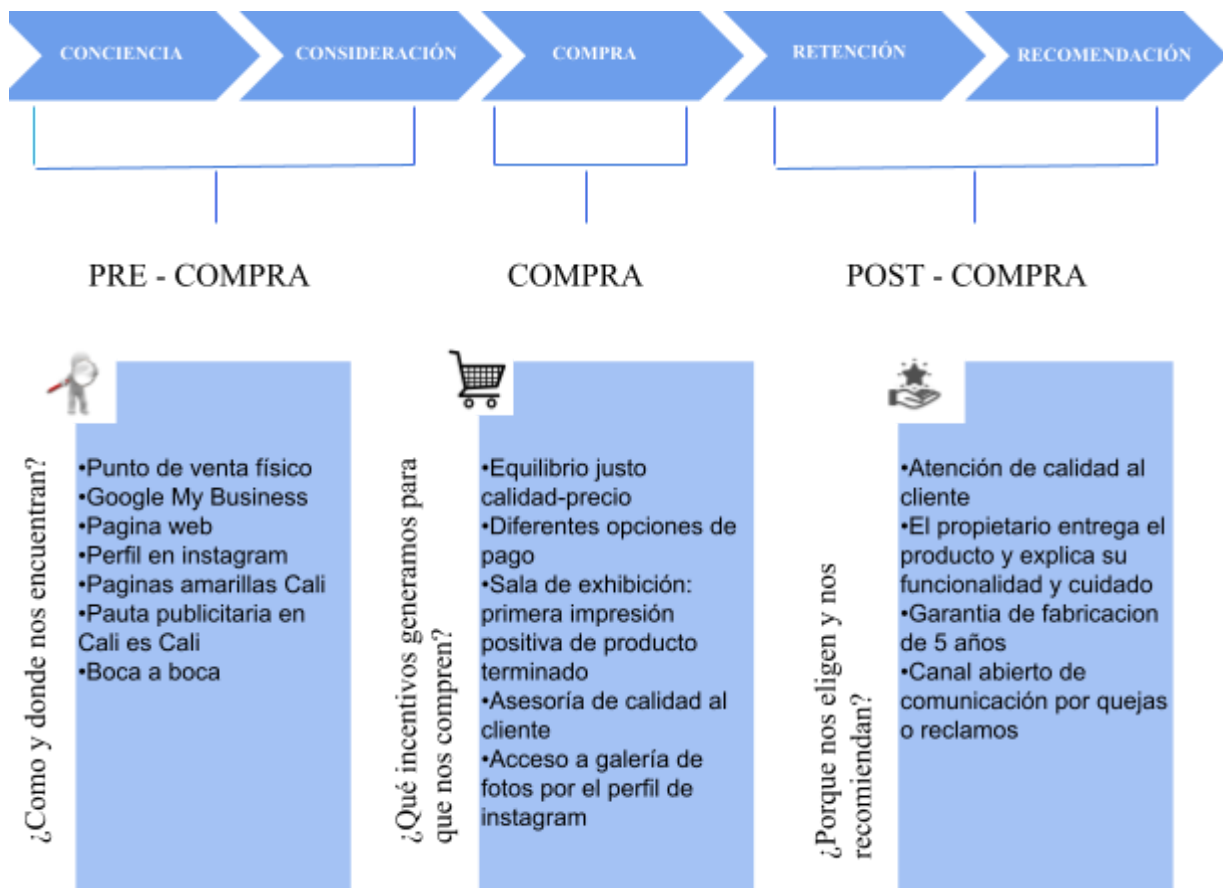 CONCIENCIA
CONSIDERACIÓN
COMPRA
RETENCIÓN
RECOMENDACIÓN
PRE - COMPRA
COMPRA
POST - COMPRA
¿Como y donde nos encuentran?
•Punto de venta físico
•Google My Business
•Pagina web
•Perfil en instagram
•Paginas amarillas Cali
•Pauta publicitaria en
Cali es Cali
•Boca a boca
¿Qué incentivos generamos para
que nos compren?
•Equilibrio justo
calidad-precio
•Diferentes opciones de
pago
•Sala de exhibición:
primera impresión
positiva de producto
terminado
•Asesoría de calidad al
cliente
•Acceso a galería de
fotos por el perfil de
instagram
¿Porque nos eligen y nos
recomiendan?
•Atención de calidad al
cliente
•El propietario entrega el
producto y explica su
funcionalidad y cuidado
•Garantia de fabricacion
de 5 años
•Canal abierto de
comunicación por quejas
o reclamos